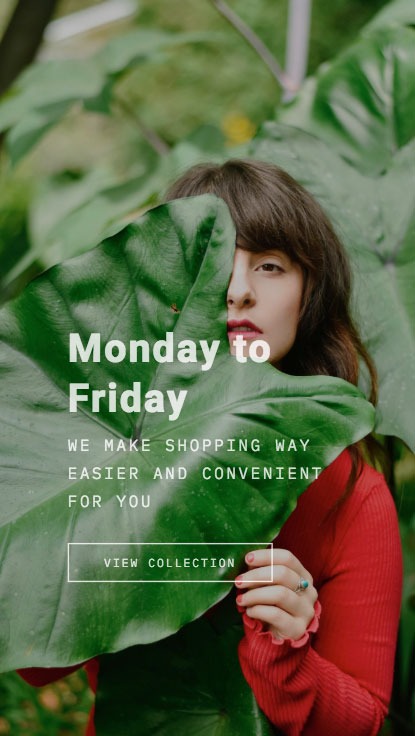 Monday to
Friday
WE MAKE SHOPPING WAY
EASIER AND CONVENIENT
FOR YOU
VIEW COLLECTION